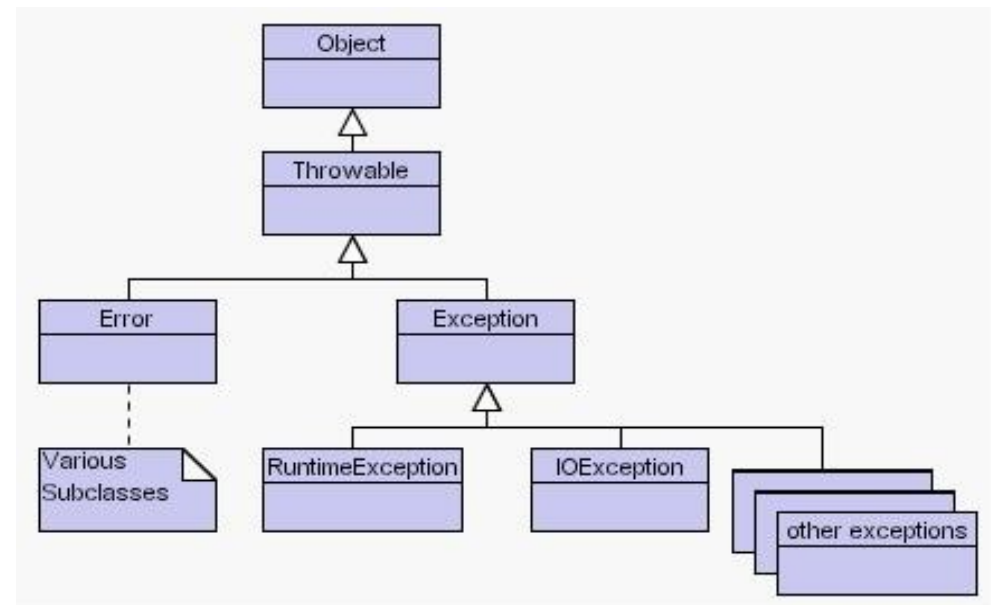 Object
Throwable
Error
Exception
Various
Subclasses
RuntimeException
IOException
other exceptions